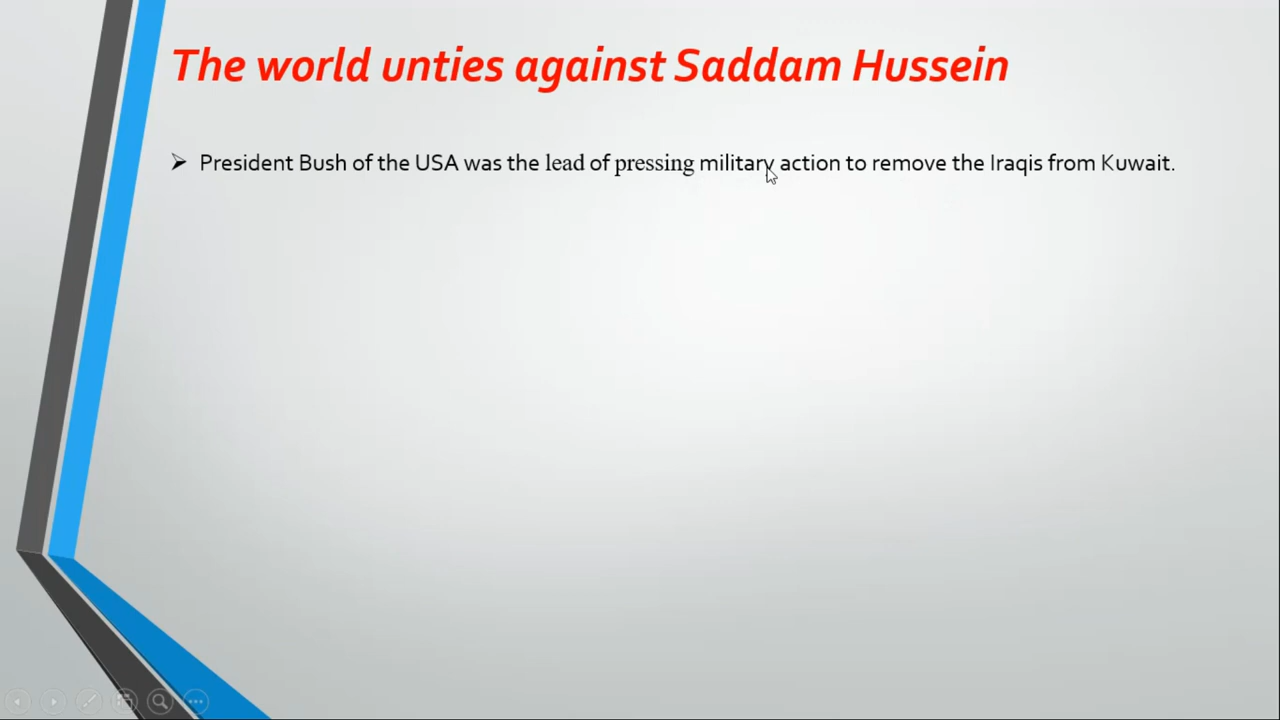 The world unties against Saddam Hussein
President Bush of the USA was the lead of pressing military action to remove the Iraqis from Kuwait.